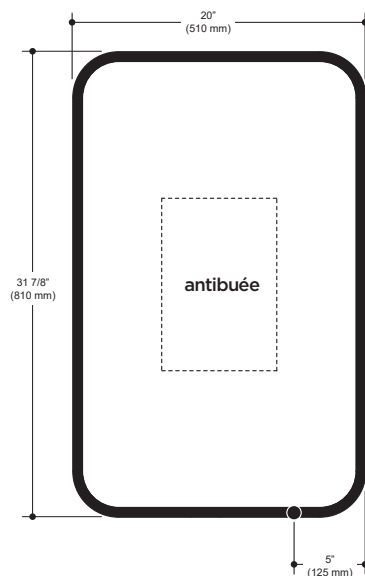 20"
(510 mm)
31 7/8"
(810 mm)
antibuée
5"
(125 mm)